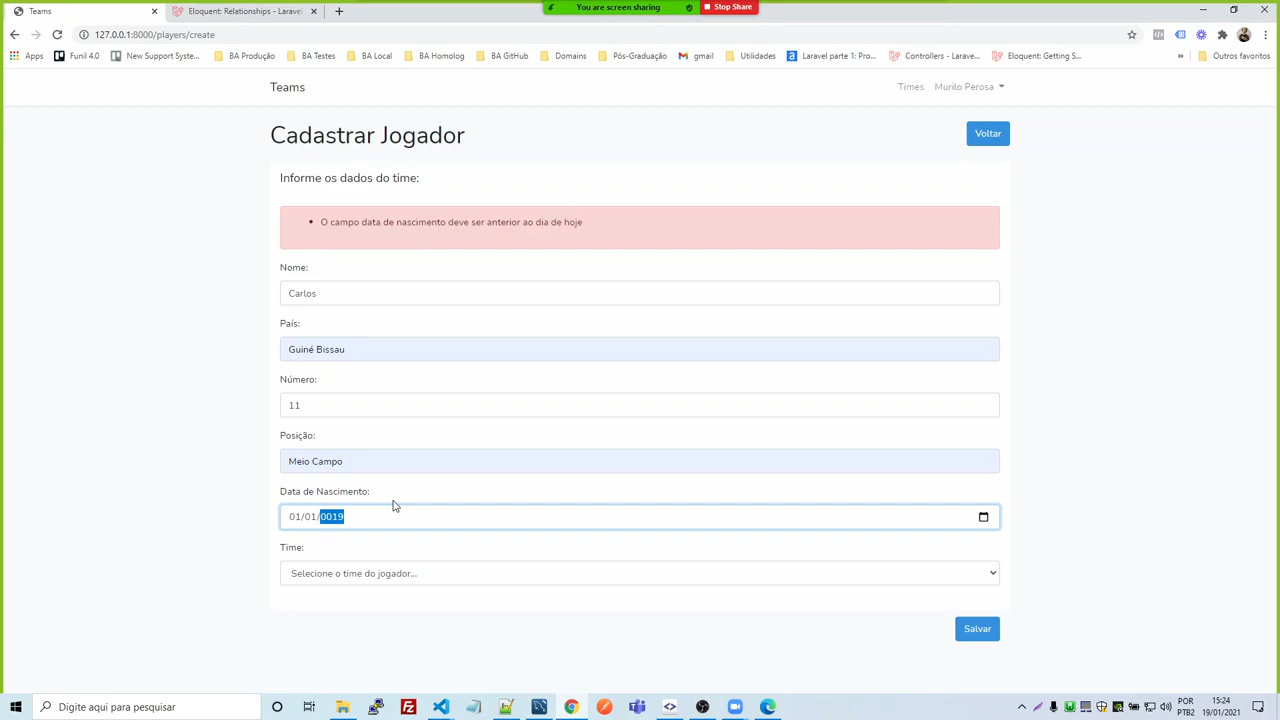 You are screen sharing
Stop Share
Teams
Eloquent: Relationships - Laravel
127.0.0.1:8000/players/create
Apps
Funil 4.0
New Support Syste...
BA Produção
BA Testes
BA Local
BA Homolog
BA GitHub
Domains
Pós-Graduação
gmail
Utilidades
Laravel parte 1: Pro...
Controllers - Larave...
Eloquent: Getting S...
»
Outros favoritos
Teams
Times
Murilo Perosa
Cadastrar Jogador
Voltar
Informe os dados do time:
• O campo data de nascimento deve ser anterior ao dia de hoje
Nome:
Carlos
País:
Guiné Bissau
Número:
11
Posição:
Meio Campo
Data de Nascimento:
01/01/0019
Time:
Selecione o time do jogador...
Salvar
Digite aqui para pesquisar
POR
PTB2
15:24
19/01/2021